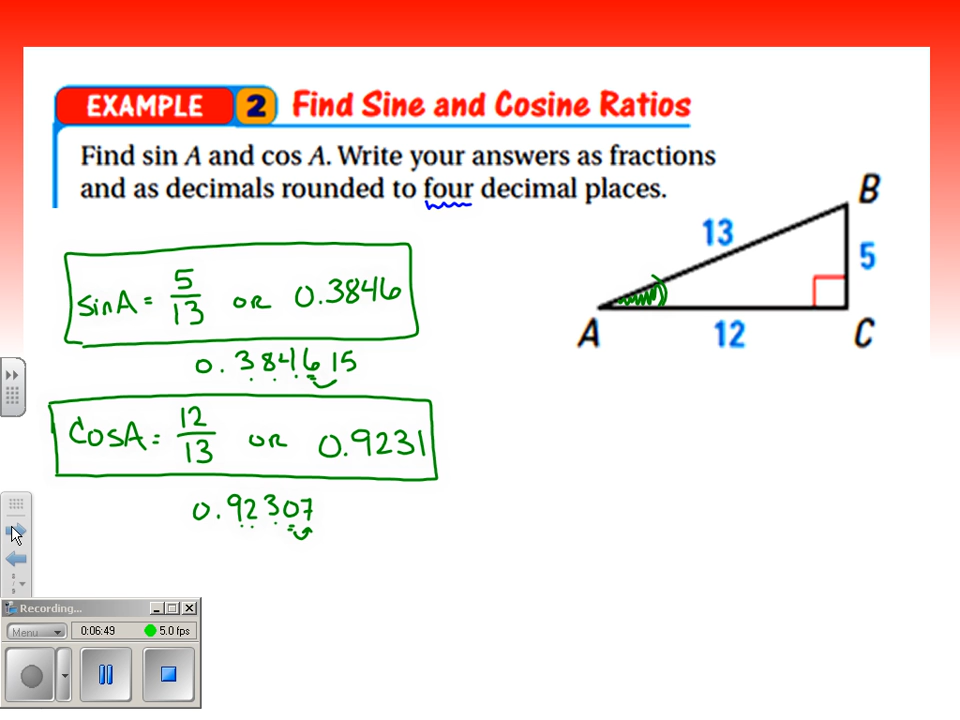 EXAMPLE 2 Find Sine and Cosine Ratios
Find sin A and cos A. Write your answers as fractions
and as decimals rounded to four decimal places.
B
13
5
A
12
C
sinA = 5/13 OR 0.3846
0.384615
COSA = 12/13 OR 0.9231
0.92307
Recording...
Menu 0:06:49 5.0 fps